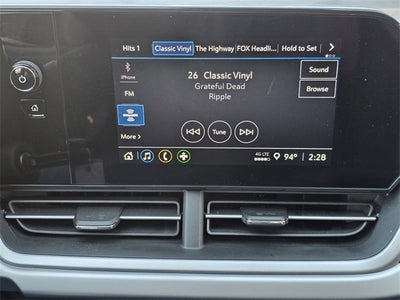 Hits 1 Classic Vinyl The Highway FOX Headli... Hold to Set
iPhone
26 Classic Vinyl
Sound
Grateful Dead
FM
Browse
Ripple
Tune
More
4G LTE 94° 2:28